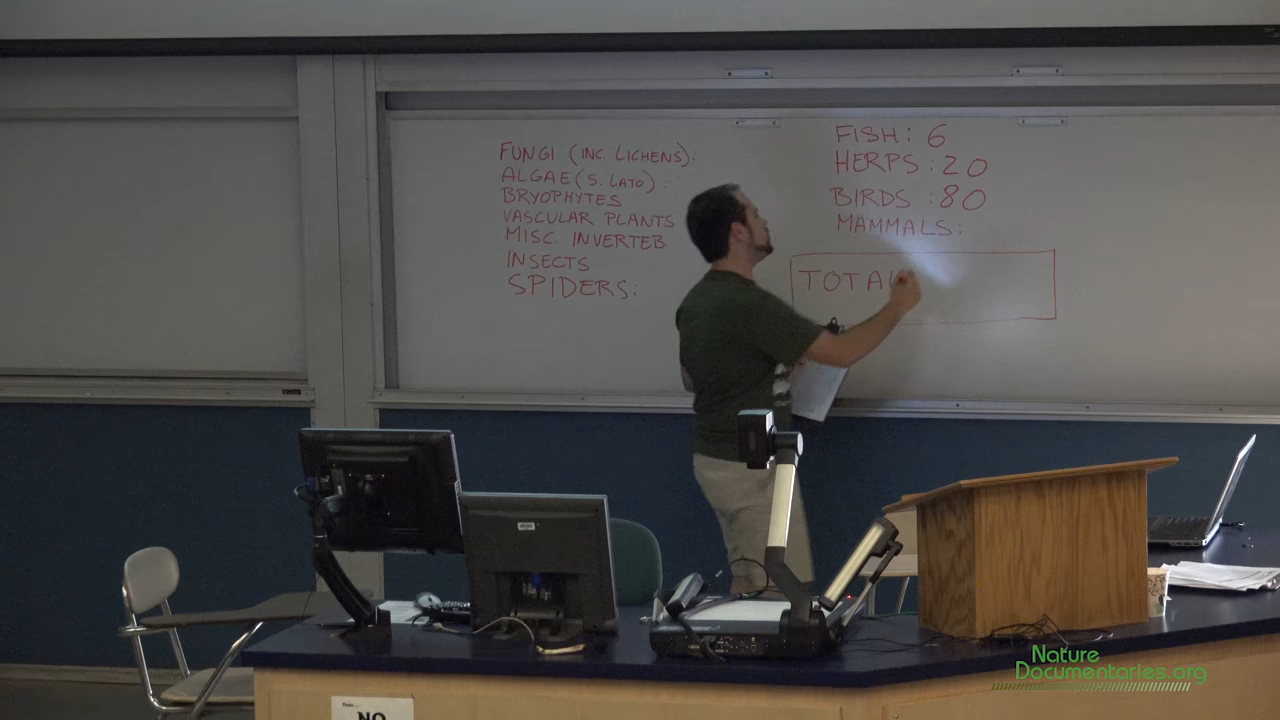 FUNGI (INC. LICHENS):
ALGAE (S. LATO):
BRYOPHYTES
VASCULAR PLANTS
MISC. INVERTEB
INSECTS
SPIDERS:
FISH: 6
HERPS: 20
BIRDS: 80
MAMMALS:
TOTAL
NO
Nature
Documentaries.org